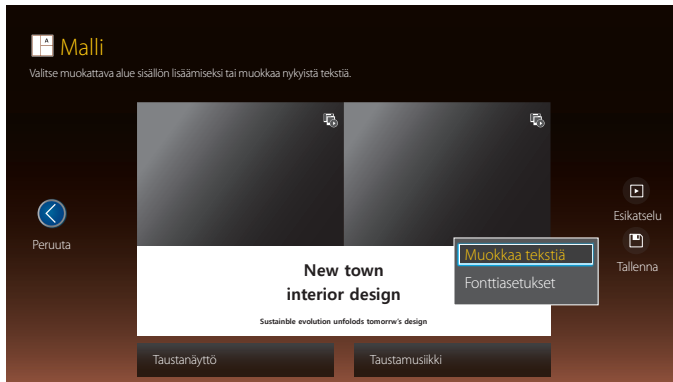 A
Malli
Valitse muokattava alue sisällön lisäämiseksi tai muokkaa nykyistä tekstiä.
Peruuta
Esikatselu
Tallenna
Muokkaa tekstiä
Fonttiasetukset
New town
interior design
Sustainble evolution unfolods tomorrw's design
Taustanäyttö
Taustamusiikki